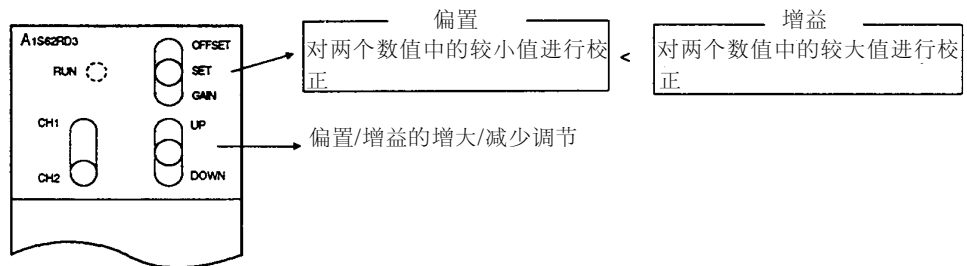 A1S62RD3
RUN
OFFSET
SET
GAIN
CH1
CH2
UP
DOWN
偏置
对两个数值中的较小值进行校
正
<
增益
对两个数值中的较大值进行校
正
偏置/增益的增大/减少调节